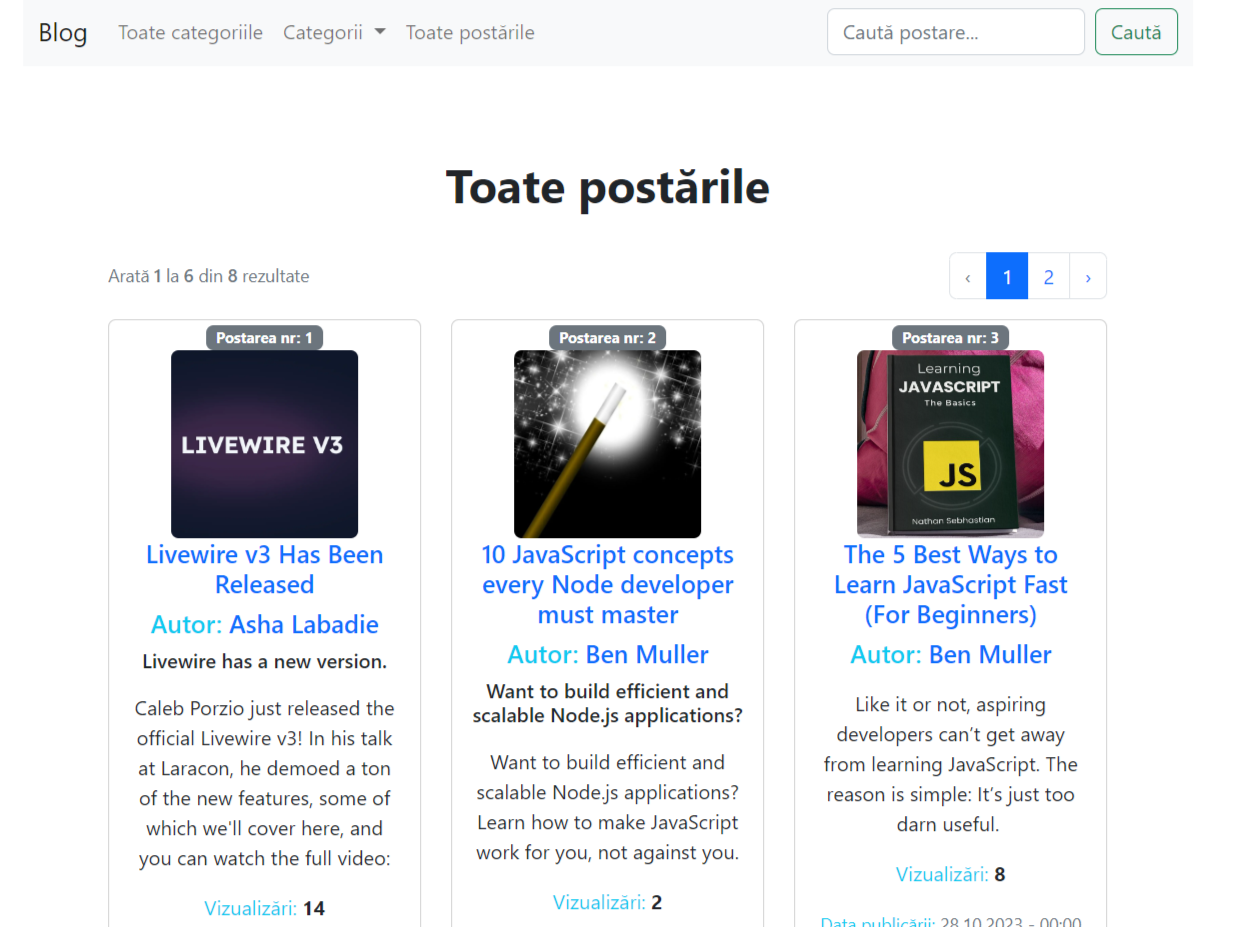 Blog Toate categoriile Categorii Toate postările Caută postare... Caută
Toate postările
Arată 1 la 6 din 8 rezultate ‹ 1 2 ›
Postarea nr: 1
LIVEWIRE V3
Livewire v3 Has Been
Released
Autor: Asha Labadie
Livewire has a new version.
Caleb Porzio just released the
official Livewire v3! In his talk
at Laracon, he demoed a ton
of the new features, some of
which we'll cover here, and
you can watch the full video:
Vizualizări: 14
Postarea nr: 2
10 JavaScript concepts
every Node developer
must master
Autor: Ben Muller
Want to build efficient and
scalable Node.js applications?
Want to build efficient and
scalable Node.js applications?
Learn how to make JavaScript
work for you, not against you.
Vizualizări: 2
Postarea nr: 3
Learning
JAVASCRIPT
The Basics
JS
Nathan Sebhastian
The 5 Best Ways to
Learn JavaScript Fast
(For Beginners)
Autor: Ben Muller
Like it or not, aspiring
developers can’t get away
from learning JavaScript. The
reason is simple: It’s just too
darn useful.
Vizualizări: 8
Data publicării: 28.10.2023 - 00:00